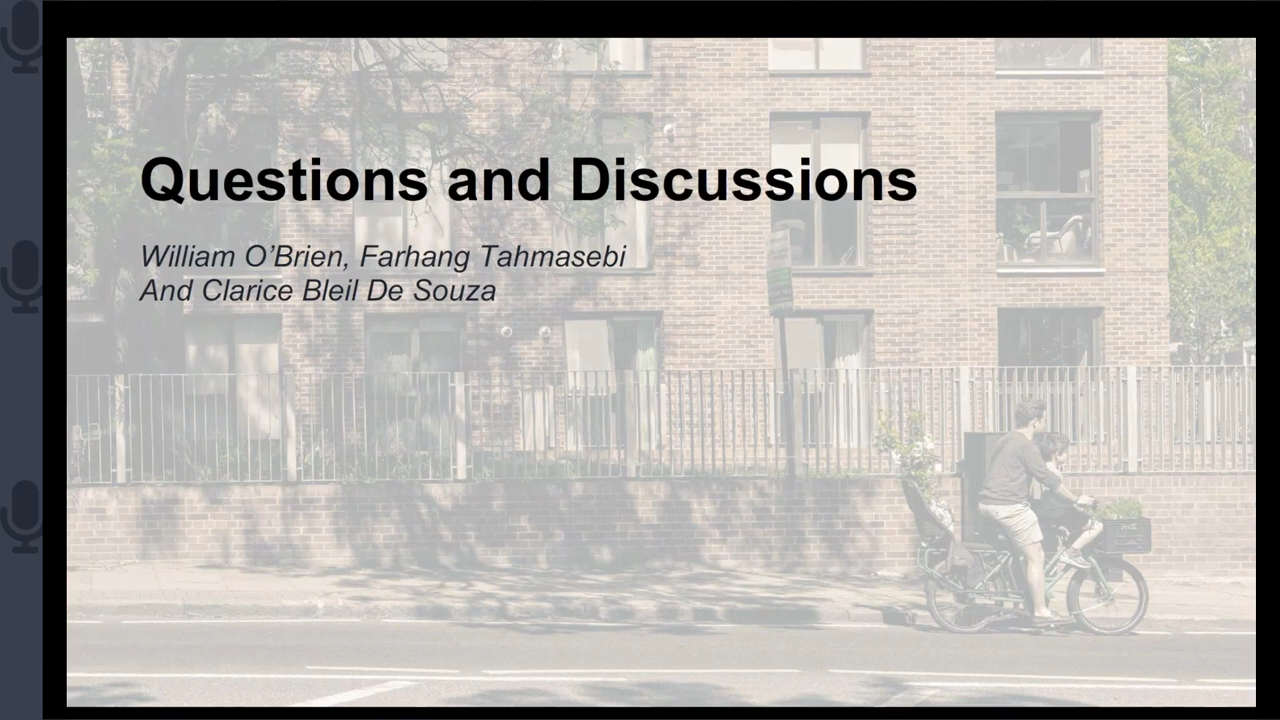 Questions and Discussions
William O’Brien, Farhang Tahmasebi
And Clarice Bleil De Souza